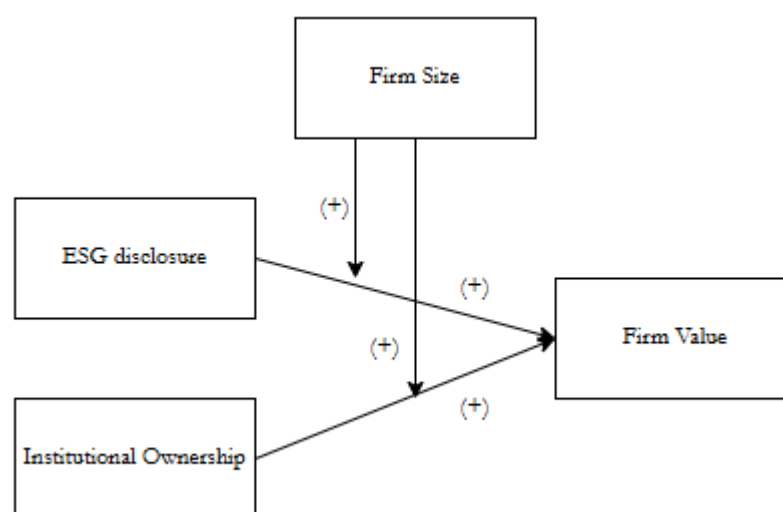 Firm Size
(+)
ESG disclosure
(+)
Firm Value
(+)
(+)
Institutional Ownership